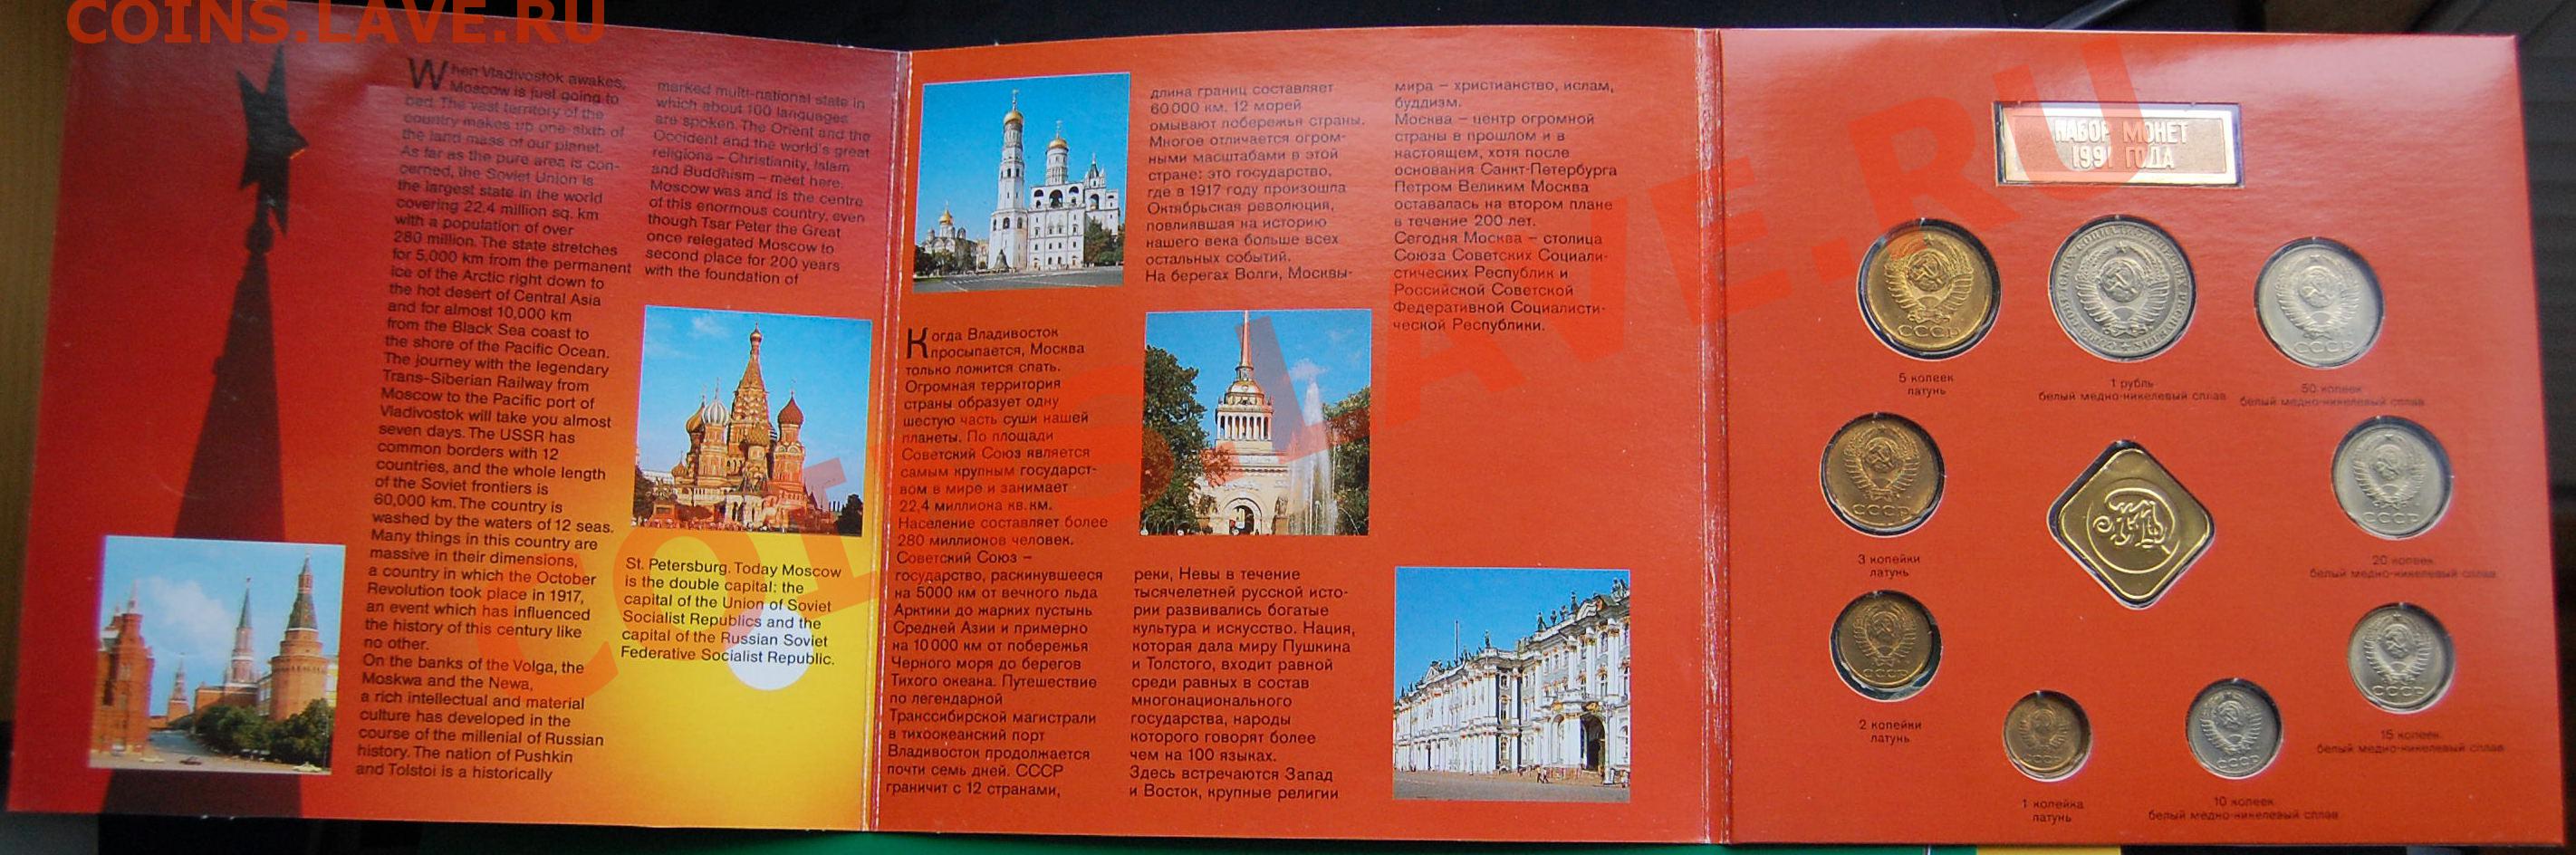 COINS.LAVE.RU
When Vladivostok awakes,
Moscow is just going to
bed. The vast territory of the
country makes up one-sixth of
the land mass of our planet.
As far as the pure area is con-
cerned, the Soviet Union is
the largest state in the world
covering 22.4 million sq. km
with a population of over
280 million. The state stretches
for 5,000 km from the permanent
ice of the Arctic right down to
the hot desert of Central Asia
and for almost 10,000 km
from the Black Sea coast to
the shore of the Pacific Ocean.
The journey with the legendary
Trans-Siberian Railway from
Moscow to the Pacific port of
Vladivostok will take you almost
seven days. The USSR has
common borders with 12
countries, and the whole length
of the Soviet frontiers is
60,000 km. The country is
washed by the waters of 12 seas.
Many things in this country are
massive in their dimensions,
a country in which the October
Revolution took place in 1917,
an event which has influenced
the history of this century like
no other.
On the banks of the Volga, the
Moskwa and the Newa,
a rich intellectual and material
culture has developed in the
course of the millenial of Russian
history. The nation of Pushkin
and Tolstoi is a historically
marked multi-national state in
which about 100 languages
are spoken. The Orient and the
Occident and the world's great
religions – Christianity, Islam
and Buddhism – meet here.
Moscow was and is the centre
of this enormous country, even
though Tsar Peter the Great
once relegated Moscow to
second place for 200 years
with the foundation of
St. Petersburg. Today Moscow
is the double capital: the
capital of the Union of Soviet
Socialist Republics and the
capital of the Russian Soviet
Federative Socialist Republic.
Когда Владивосток
просыпается, Москва
только ложится спать.
Огромная территория
страны образует одну
шестую часть суши нашей
планеты. По площади
Советский Союз является
самым крупным государст-
вом в мире и занимает
22,4 миллиона кв. км.
Население составляет более
280 миллионов человек.
Советский Союз –
государство, раскинувшееся
на 5000 км от вечного льда
Арктики до жарких пустынь
Средней Азии и примерно
на 10 000 км от побережья
Черного моря до берегов
Тихого океана. Путешествие
по легендарной
Транссибирской магистрали
в тихоокеанский порт
Владивосток продолжается
почти семь дней. СССР
граничит с 12 странами,
длина границ составляет
60 000 км. 12 морей
омывают побережья страны.
Многое отличается огром-
ными масштабами в этой
стране: это государство,
где в 1917 году произошла
Октябрьская революция,
повлиявшая на историю
нашего века больше всех
остальных событий.
На берегах Волги, Москвы-
реки, Невы в течение
тысячелетней русской исто-
рии развивались богатые
культура и искусство. Нация,
которая дала миру Пушкина
и Толстого, входит равной
среди равных в состав
многонационального
государства, народы
которого говорят более
чем на 100 языках.
Здесь встречаются Запад
и Восток, крупные религии
мира – христианство, ислам,
буддизм.
Москва – центр огромной
страны в прошлом и в
настоящем, хотя после
основания Санкт-Петербурга
Петром Великим Москва
оставалась на втором плане
в течение 200 лет.
Сегодня Москва – столица
Союза Советских Социали-
стических Республик и
Российской Советской
Федеративной Социалисти-
ческой Республики.
НАБОР МОНЕТ
1991 ГОДА
СССР
СССР
5 копеек
латунь
1 рубль
белый медно-никелевый сплав
50 копеек
белый медно-никелевый сплав
СССР
СССР
3 копейки
латунь
20 копеек
белый медно-никелевый сплав
СССР
СССР
2 копейки
латунь
15 копеек
белый медно-никелевый сплав
СССР
СССР
1 копейка
латунь
10 копеек
белый медно-никелевый сплав
COINS.LAVE.RU